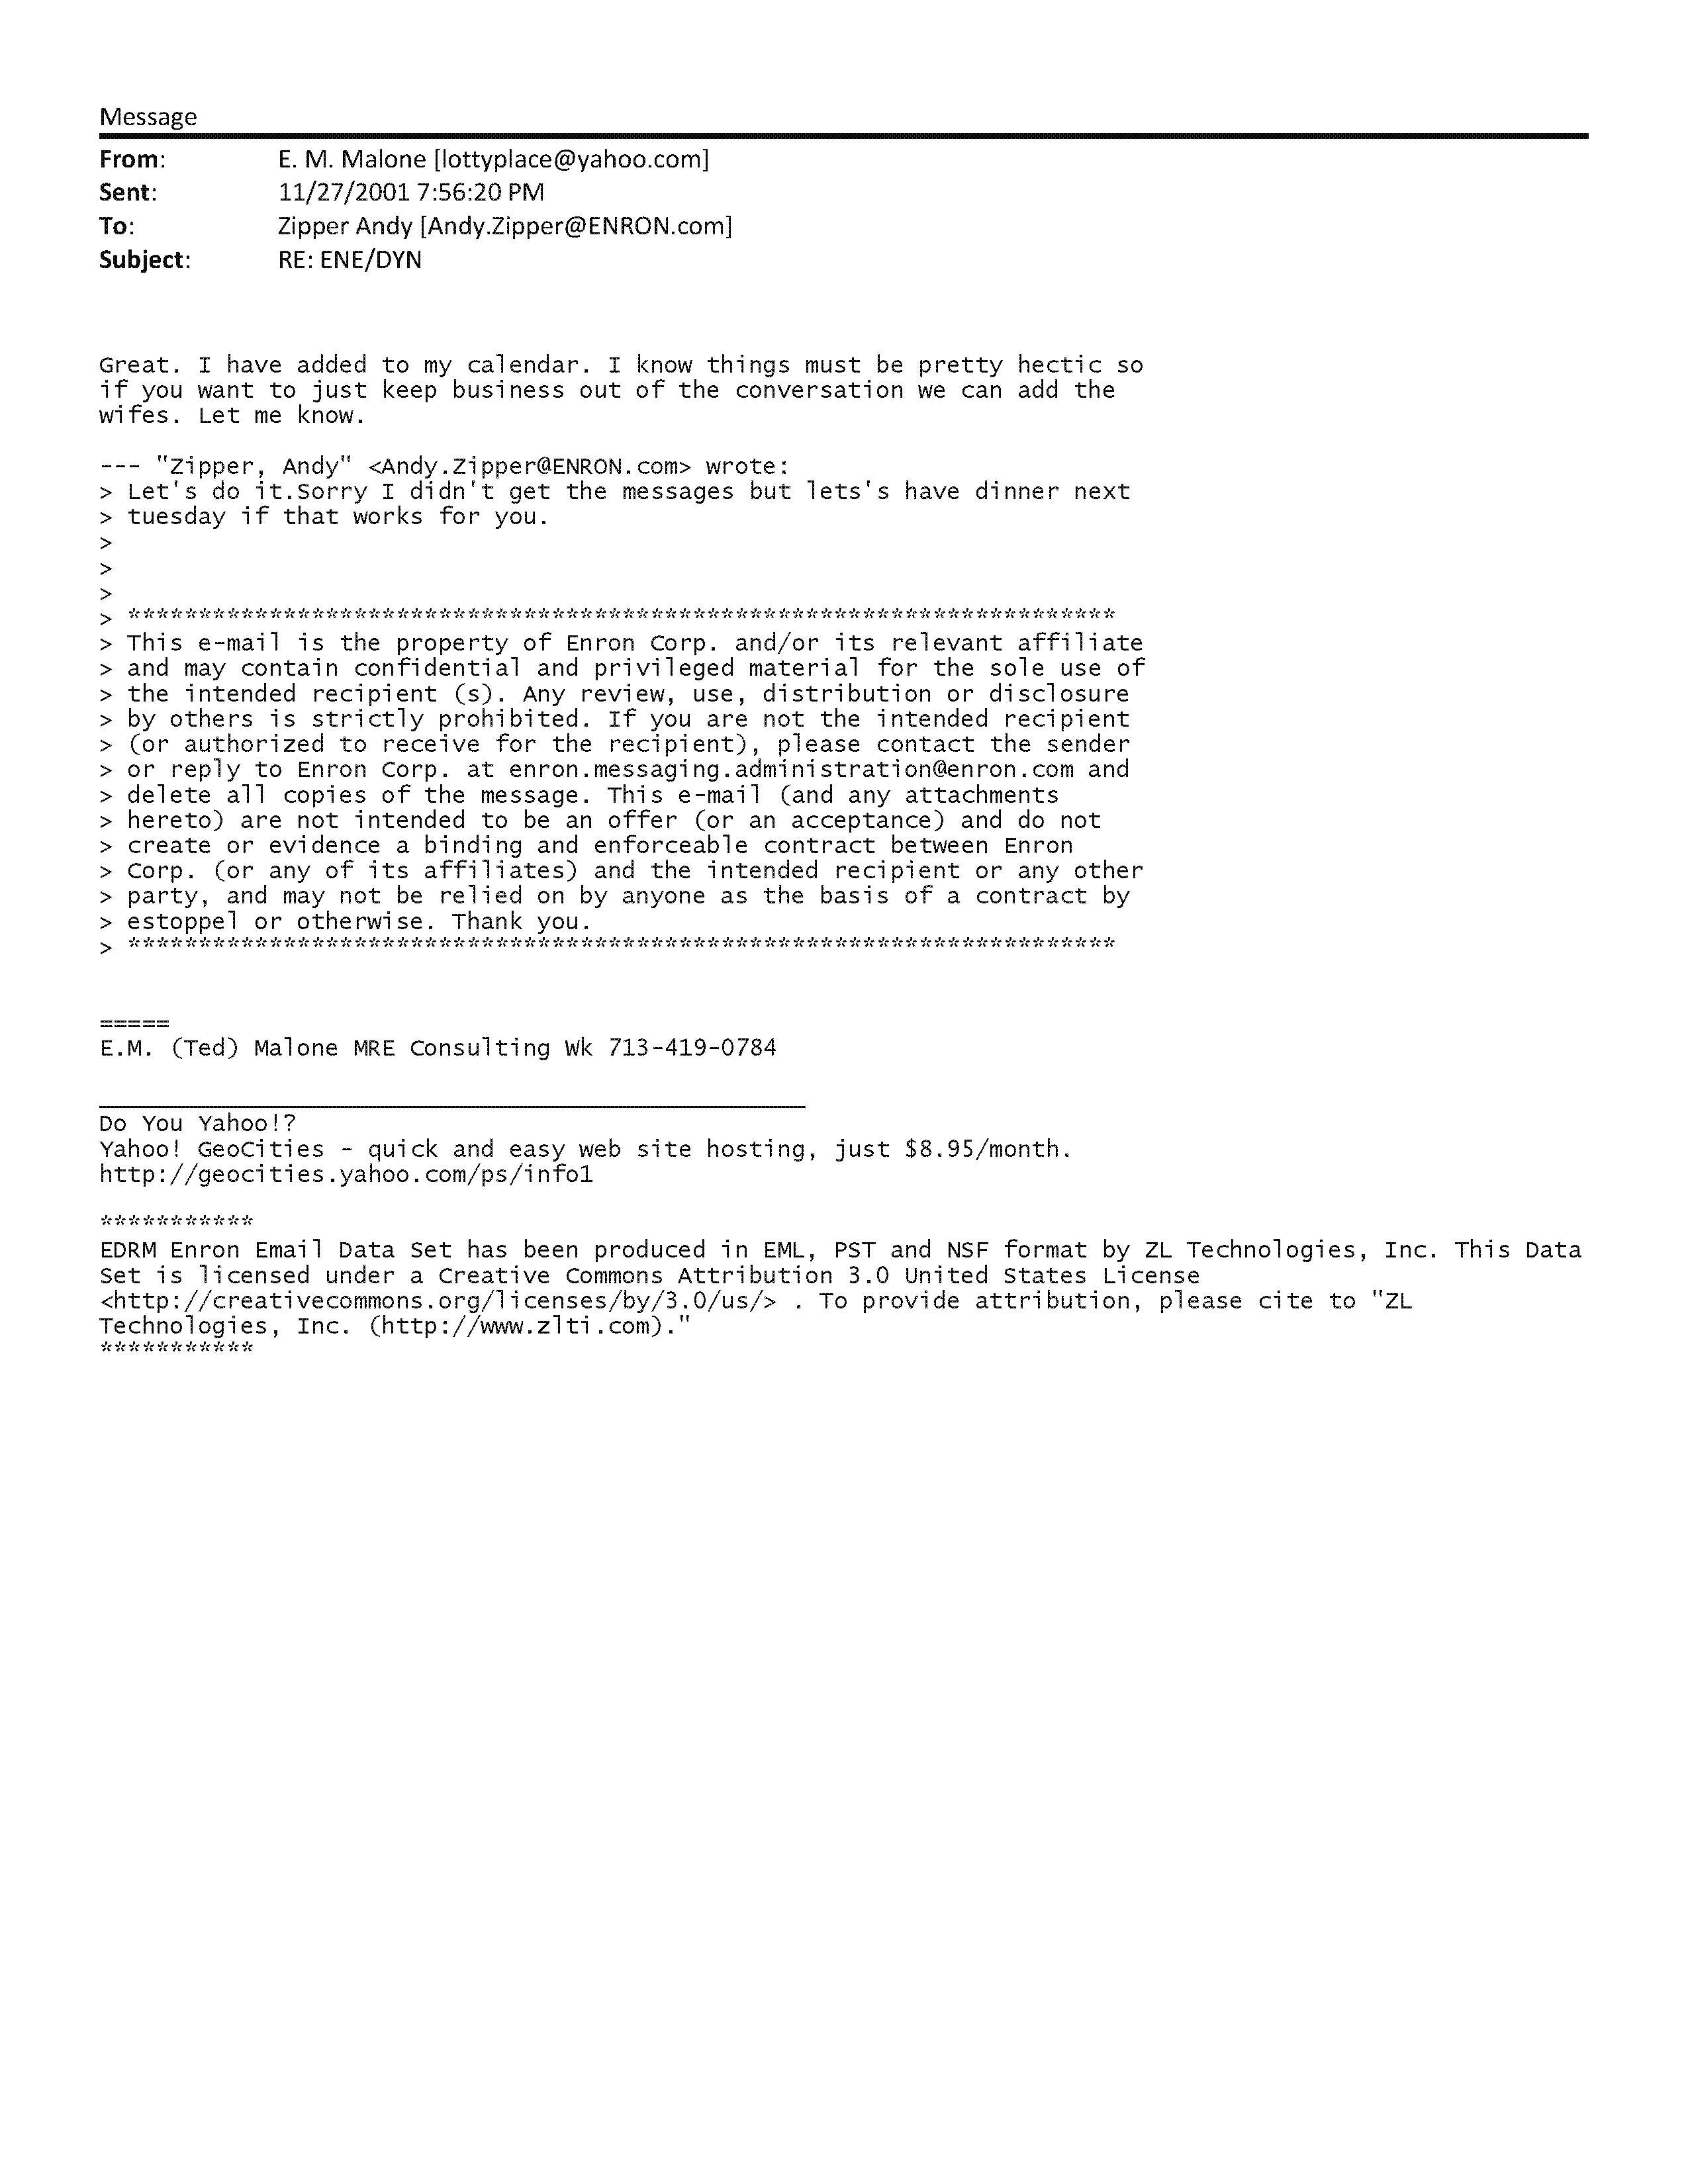 Message
From: E. M. Malone [lottyplace@yahoo.com]
Sent: 11/27/2001 7:56:20 PM
To: Zipper Andy [Andy.Zipper@ENRON.com]
Subject: RE: ENE/DYN
Great. I have added to my calendar. I know things must be pretty hectic so
if you want to just keep business out of the conversation we can add the
wifes. Let me know.
--- "Zipper, Andy" <Andy.Zipper@ENRON.com> wrote:
> Let's do it.Sorry I didn't get the messages but lets's have dinner next
> tuesday if that works for you.
>
>
>
> **********************************************************************
> This e-mail is the property of Enron Corp. and/or its relevant affiliate
> and may contain confidential and privileged material for the sole use of
> the intended recipient (s). Any review, use, distribution or disclosure
> by others is strictly prohibited. If you are not the intended recipient
> (or authorized to receive for the recipient), please contact the sender
> or reply to Enron Corp. at enron.messaging.administration@enron.com and
> delete all copies of the message. This e-mail (and any attachments
> hereto) are not intended to be an offer (or an acceptance) and do not
> create or evidence a binding and enforceable contract between Enron
> Corp. (or any of its affiliates) and the intended recipient or any other
> party, and may not be relied on by anyone as the basis of a contract by
> estoppel or otherwise. Thank you.
> **********************************************************************
=====
E.M. (Ted) Malone MRE Consulting Wk 713-419-0784
__________________________________________________
Do You Yahoo!?
Yahoo! GeoCities - quick and easy web site hosting, just $8.95/month.
http://geocities.yahoo.com/ps/info1
***********
EDRM Enron Email Data Set has been produced in EML, PST and NSF format by ZL Technologies, Inc. This Data
Set is licensed under a Creative Commons Attribution 3.0 United States License
<http://creativecommons.org/licenses/by/3.0/us/> . To provide attribution, please cite to "ZL
Technologies, Inc. (http://www.zlti.com)."
***********